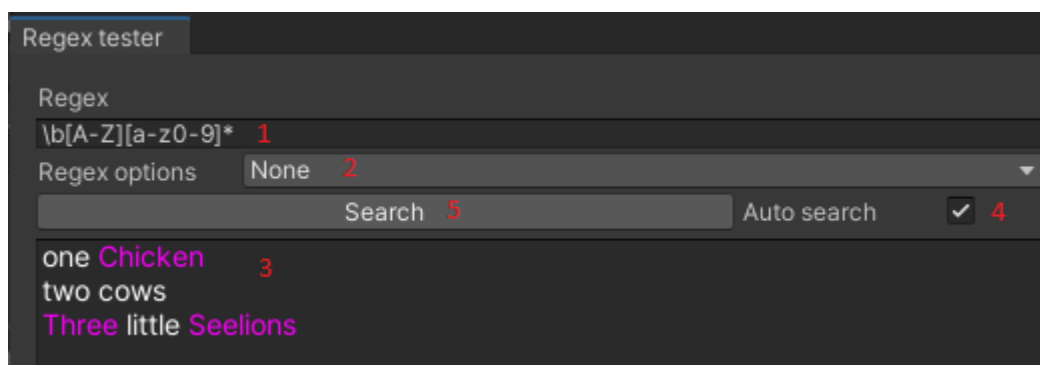 Regex tester
Regex
\b[A-Z][a-z0-9]* 1
Regex options None 2
Search 5 Auto search 4
one Chicken 3
two cows
Three little Seelions